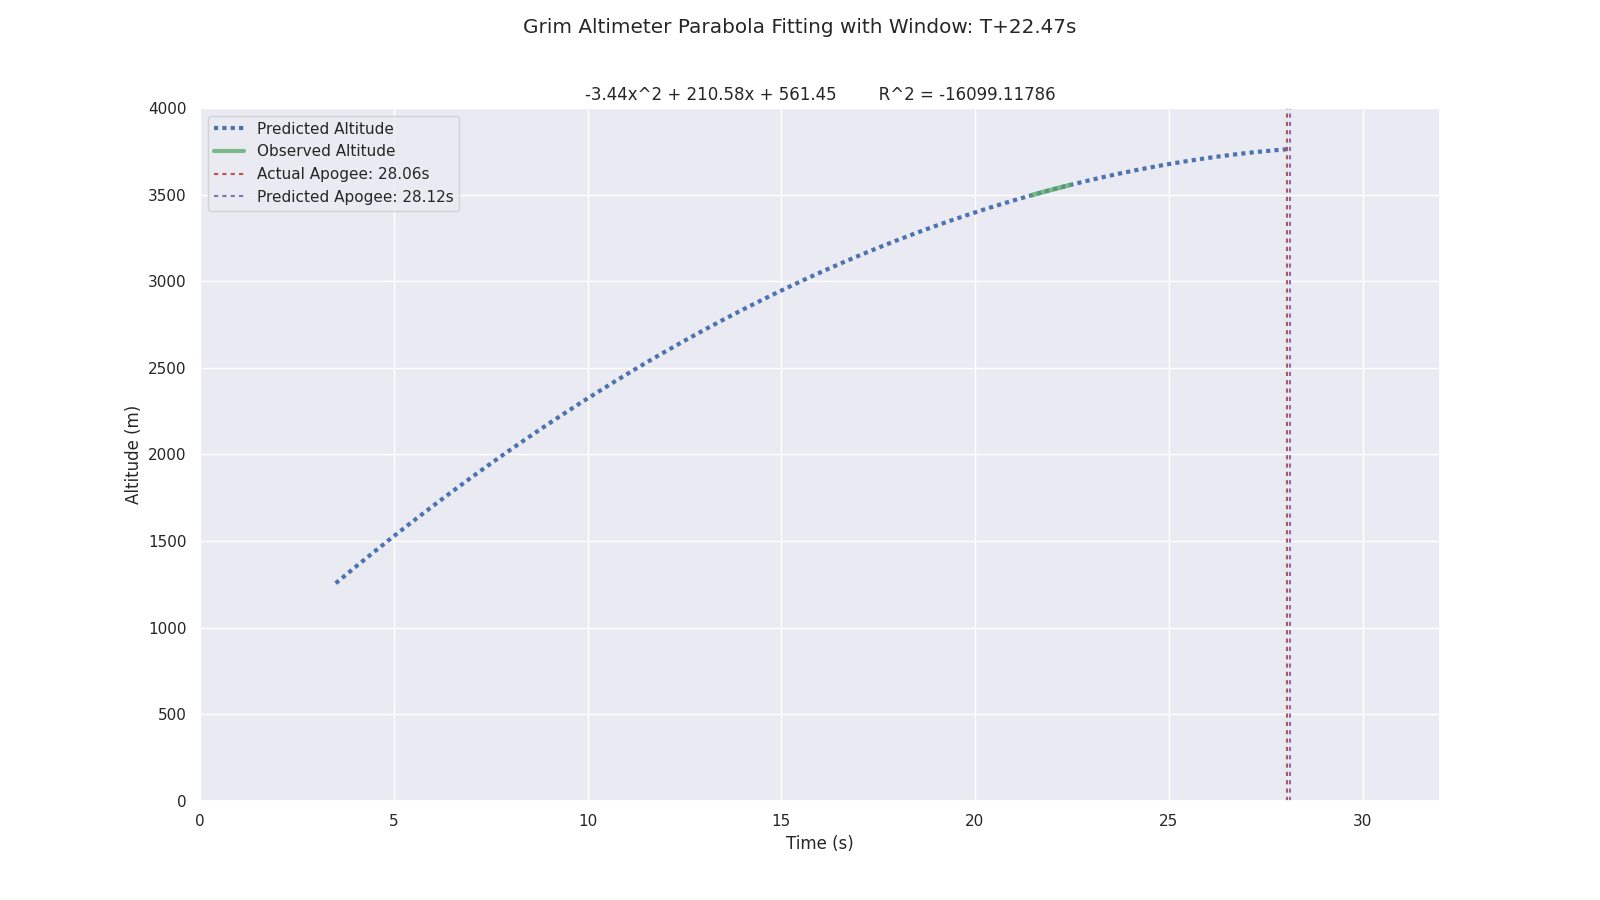 Grim Altimeter Parabola Fitting with Window: T+22.47s
-3.44x^2 + 210.58x + 561.45 R^2 = -16099.11786
Predicted Altitude
Observed Altitude
Actual Apogee: 28.06s
Predicted Apogee: 28.12s
4000
3500
3000
2500
2000
1500
1000
500
0
Altitude (m)
0 5 10 15 20 25 30
Time (s)